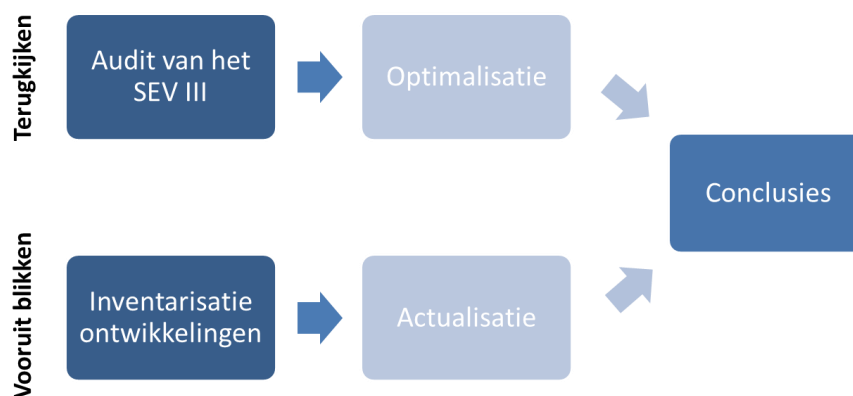 Terugkijken
Audit van het
SEV III
Optimalisatie
Conclusies
Vooruit blikken
Inventarisatie
ontwikkelingen
Actualisatie